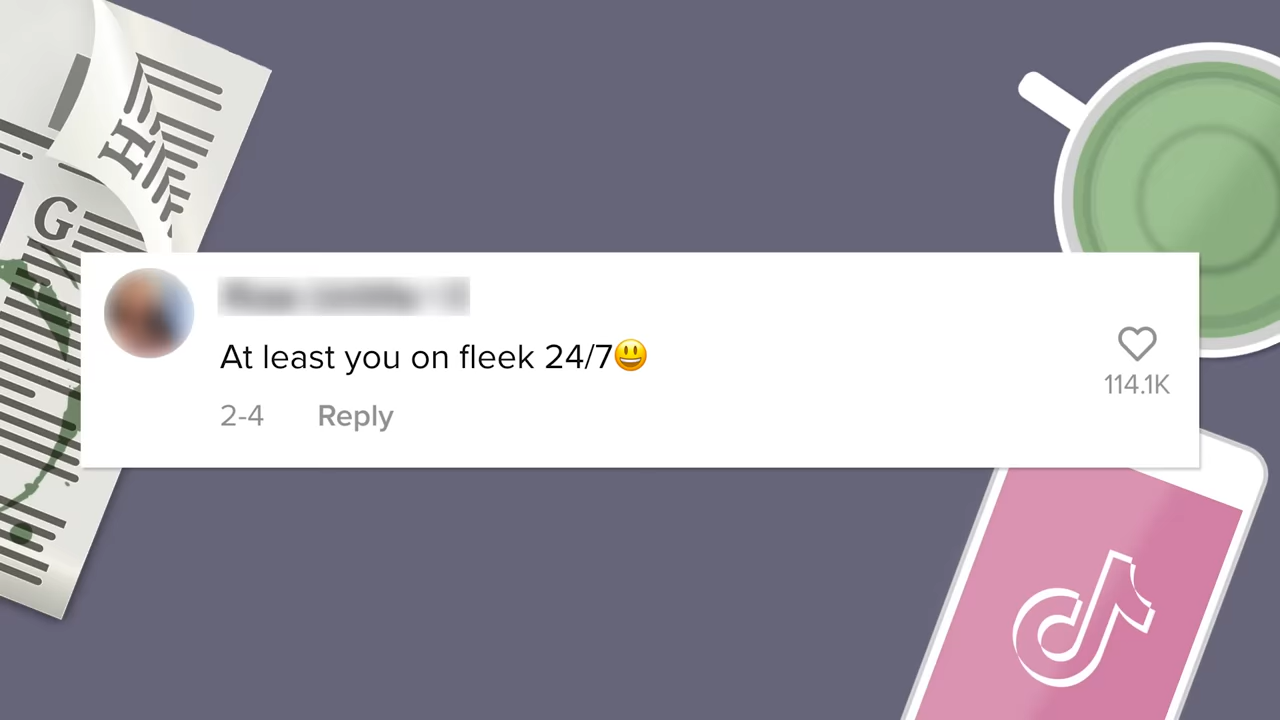 H
G
At least you on fleek 24/7😃
2-4 Reply
114.1K